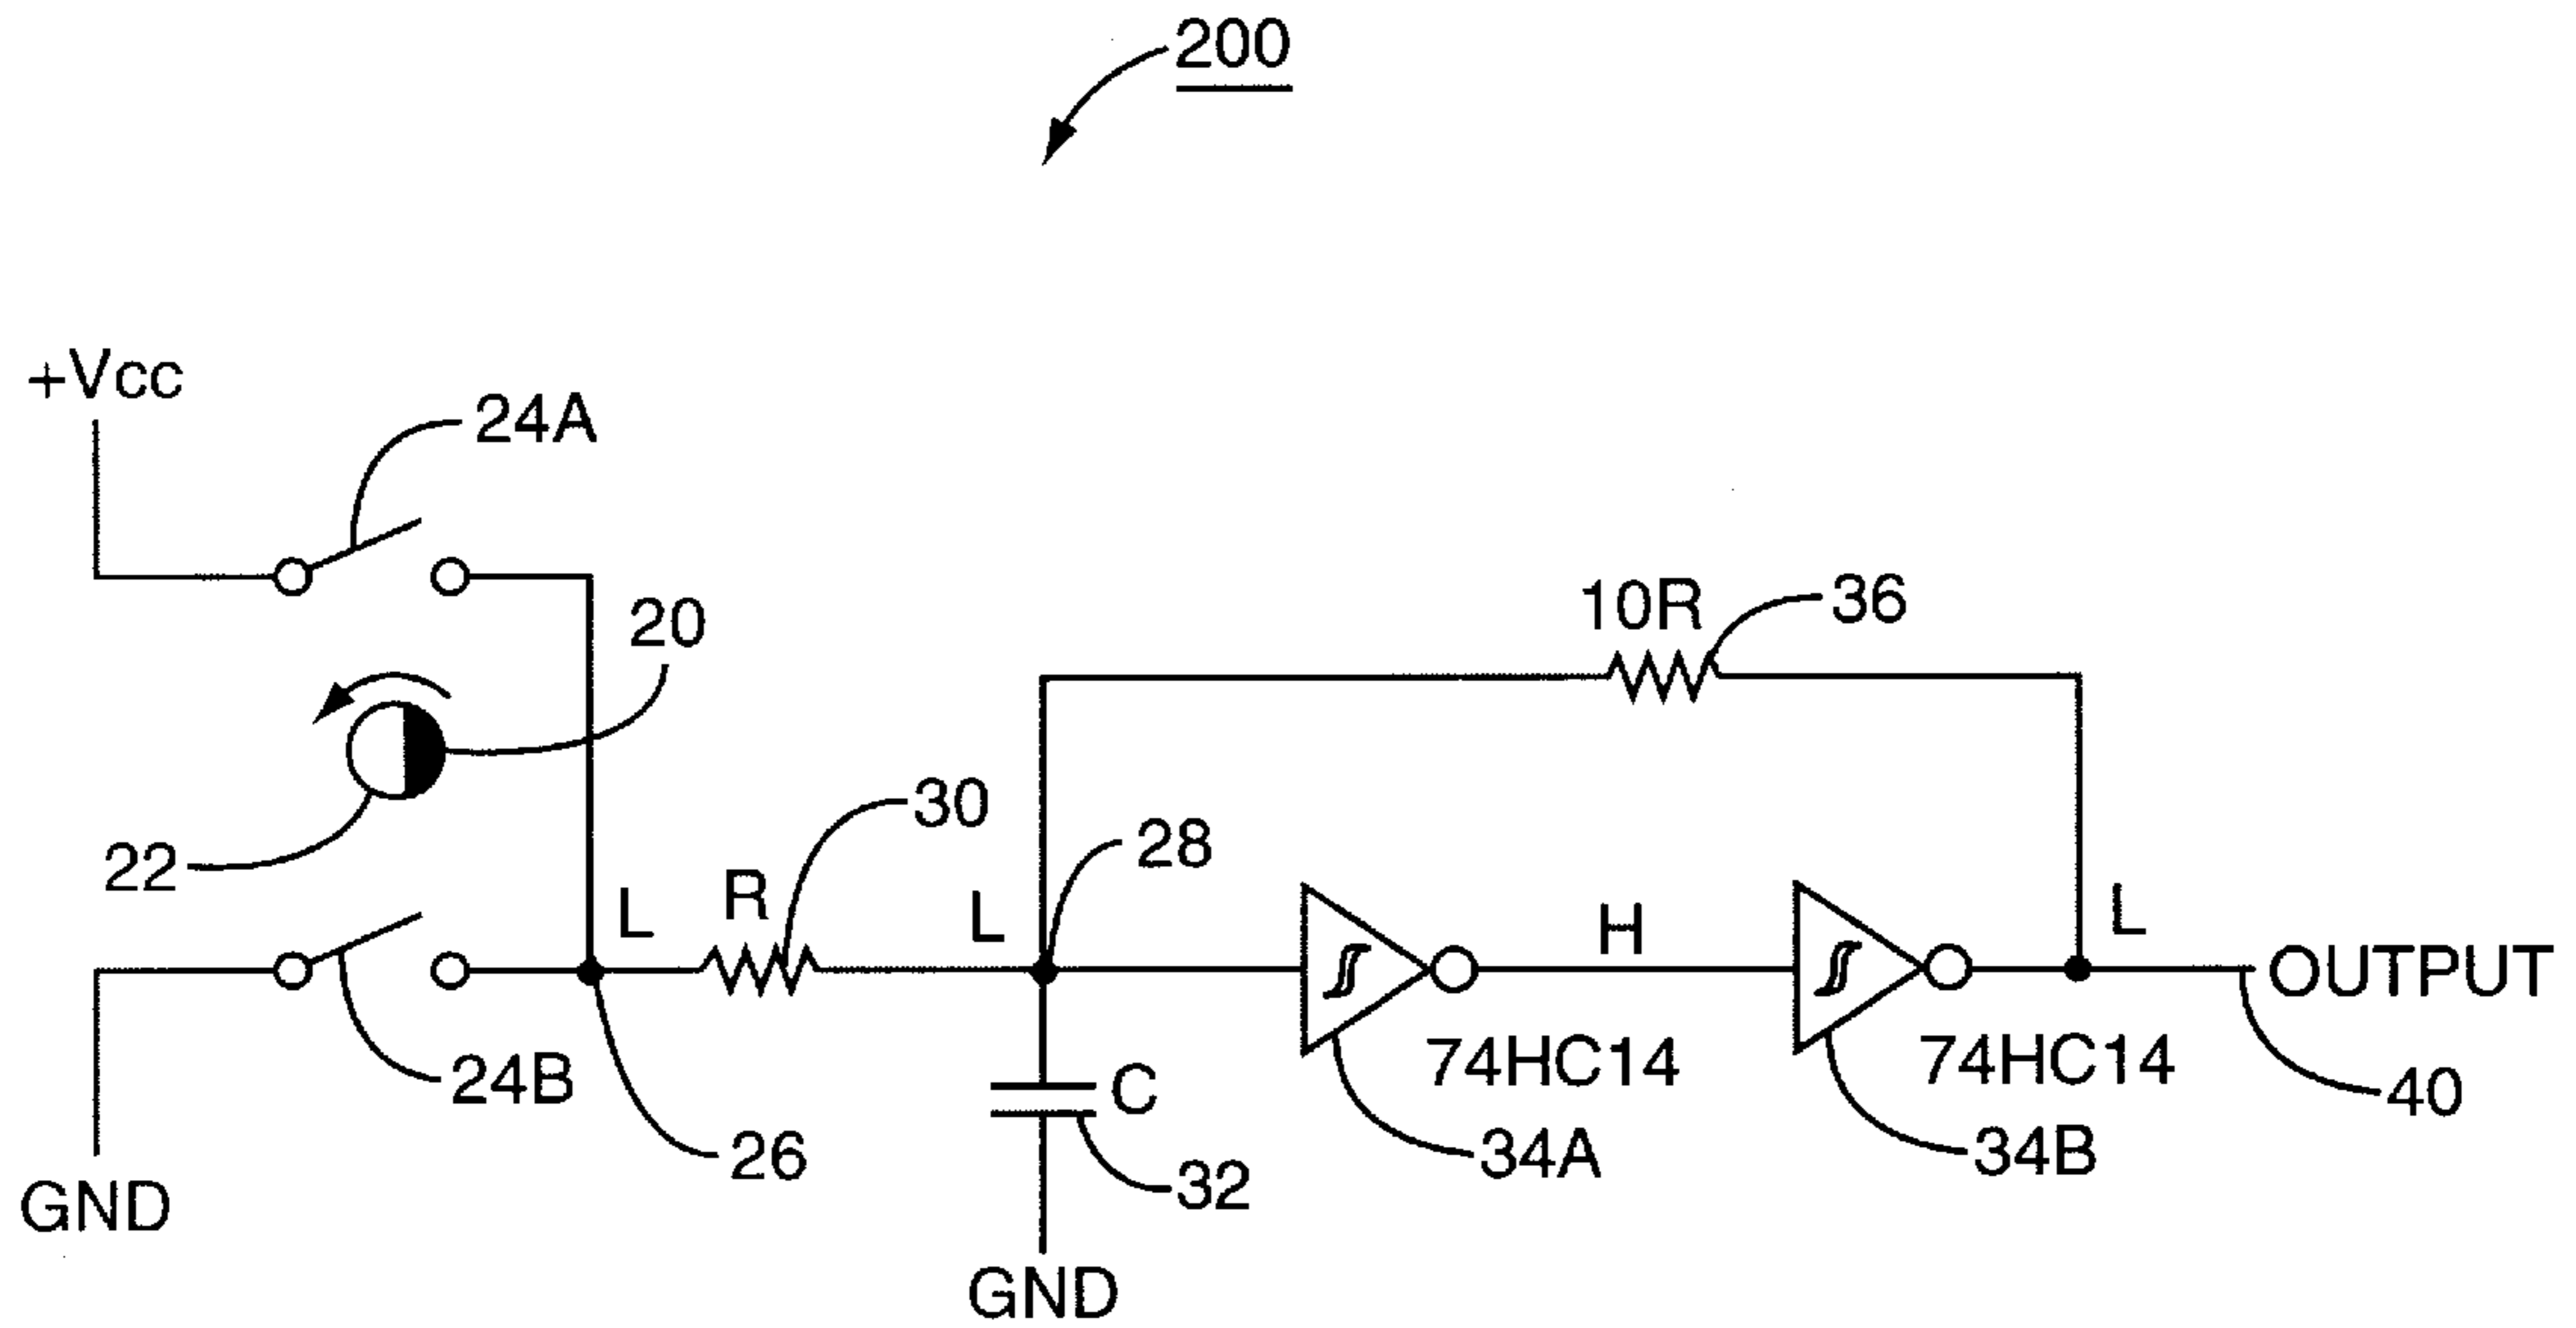 200
+Vcc
24A
20
10R
36
30
28
22
L
R
L
H
L
OUTPUT
24B
26
C
32
74HC14
34A
74HC14
34B
40
GND
GND